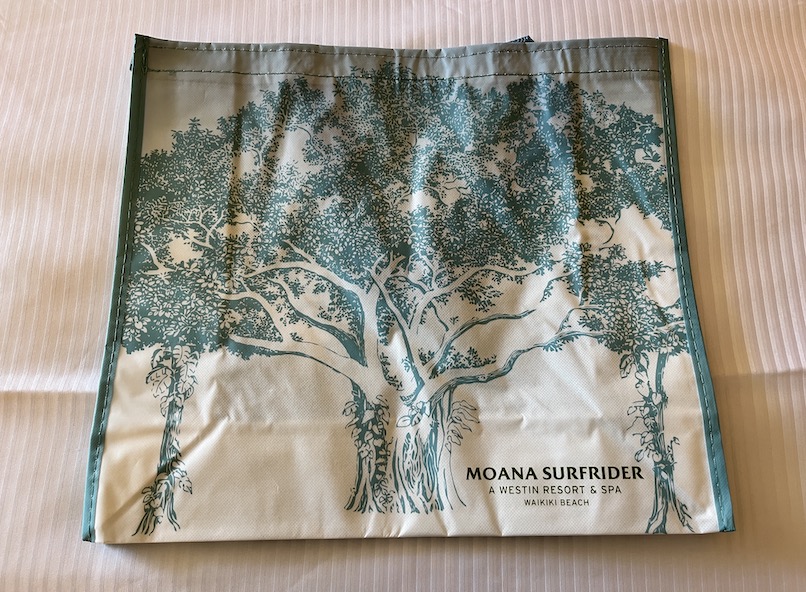 MOANA SURFRIDER
A WESTIN RESORT & SPA
WAIKIKI BEACH